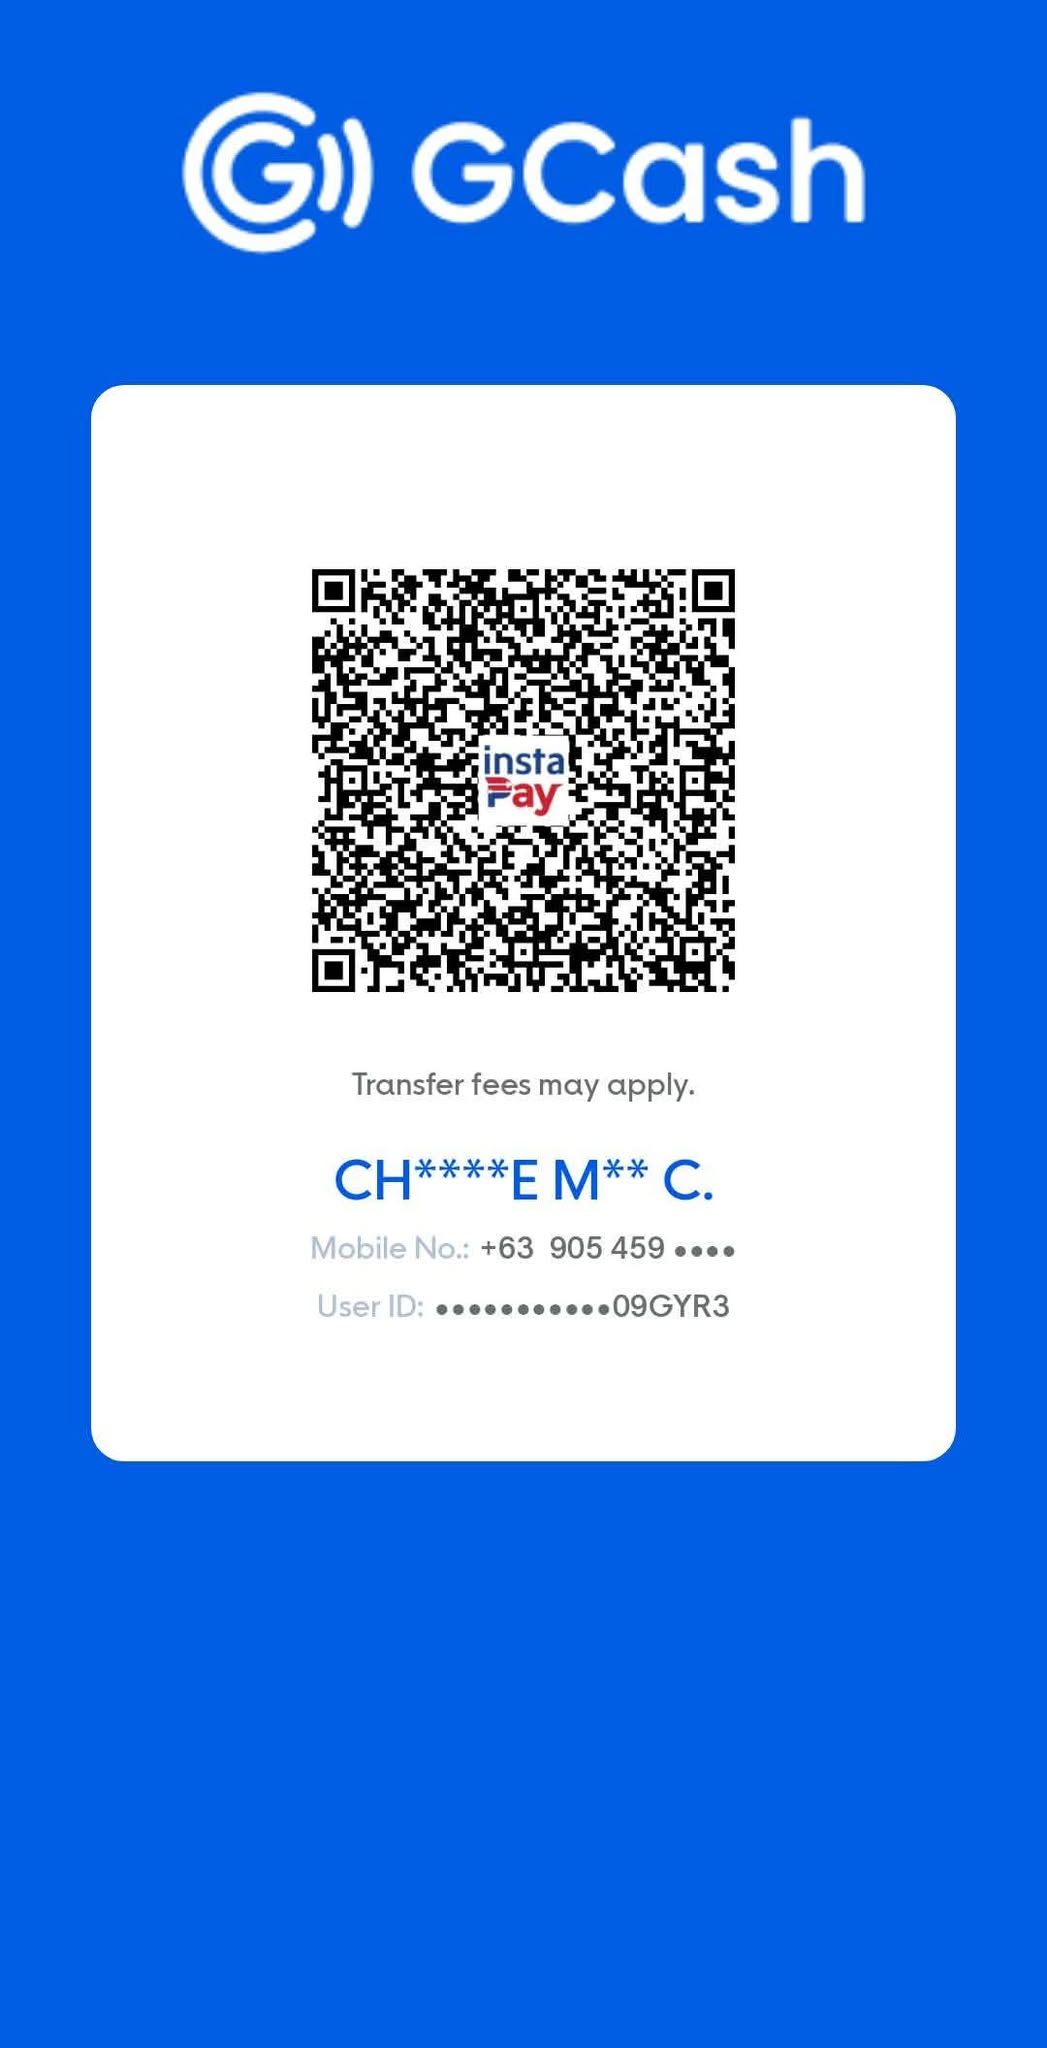 GCash
insta
Pay
Transfer fees may apply.
CH****E M** C.
Mobile No.: +63 905 459 ••••
User ID: •••••••••••09GYR3